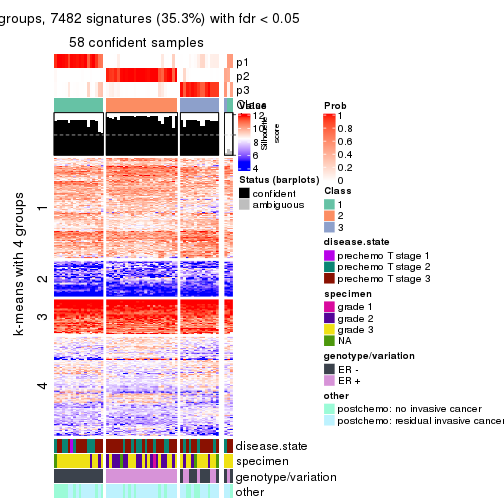 groups, 7482 signatures (35.3%) with fdr < 0.05
58 confident samples
p1
p2
p3
Class
Value
12
10
8
6
4
Silhouette
score
Status (barplots)
confident
ambiguous
Prob
1
0.8
0.6
0.4
0.2
0
Class
1
2
3
disease.state
prechemo T stage 1
prechemo T stage 2
prechemo T stage 3
specimen
grade 1
grade 2
grade 3
NA
genotype/variation
ER -
ER +
other
postchemo: no invasive cancer
postchemo: residual invasive cancer
k-means with 4 groups
1
2
3
4
disease.state
specimen
genotype/variation
other